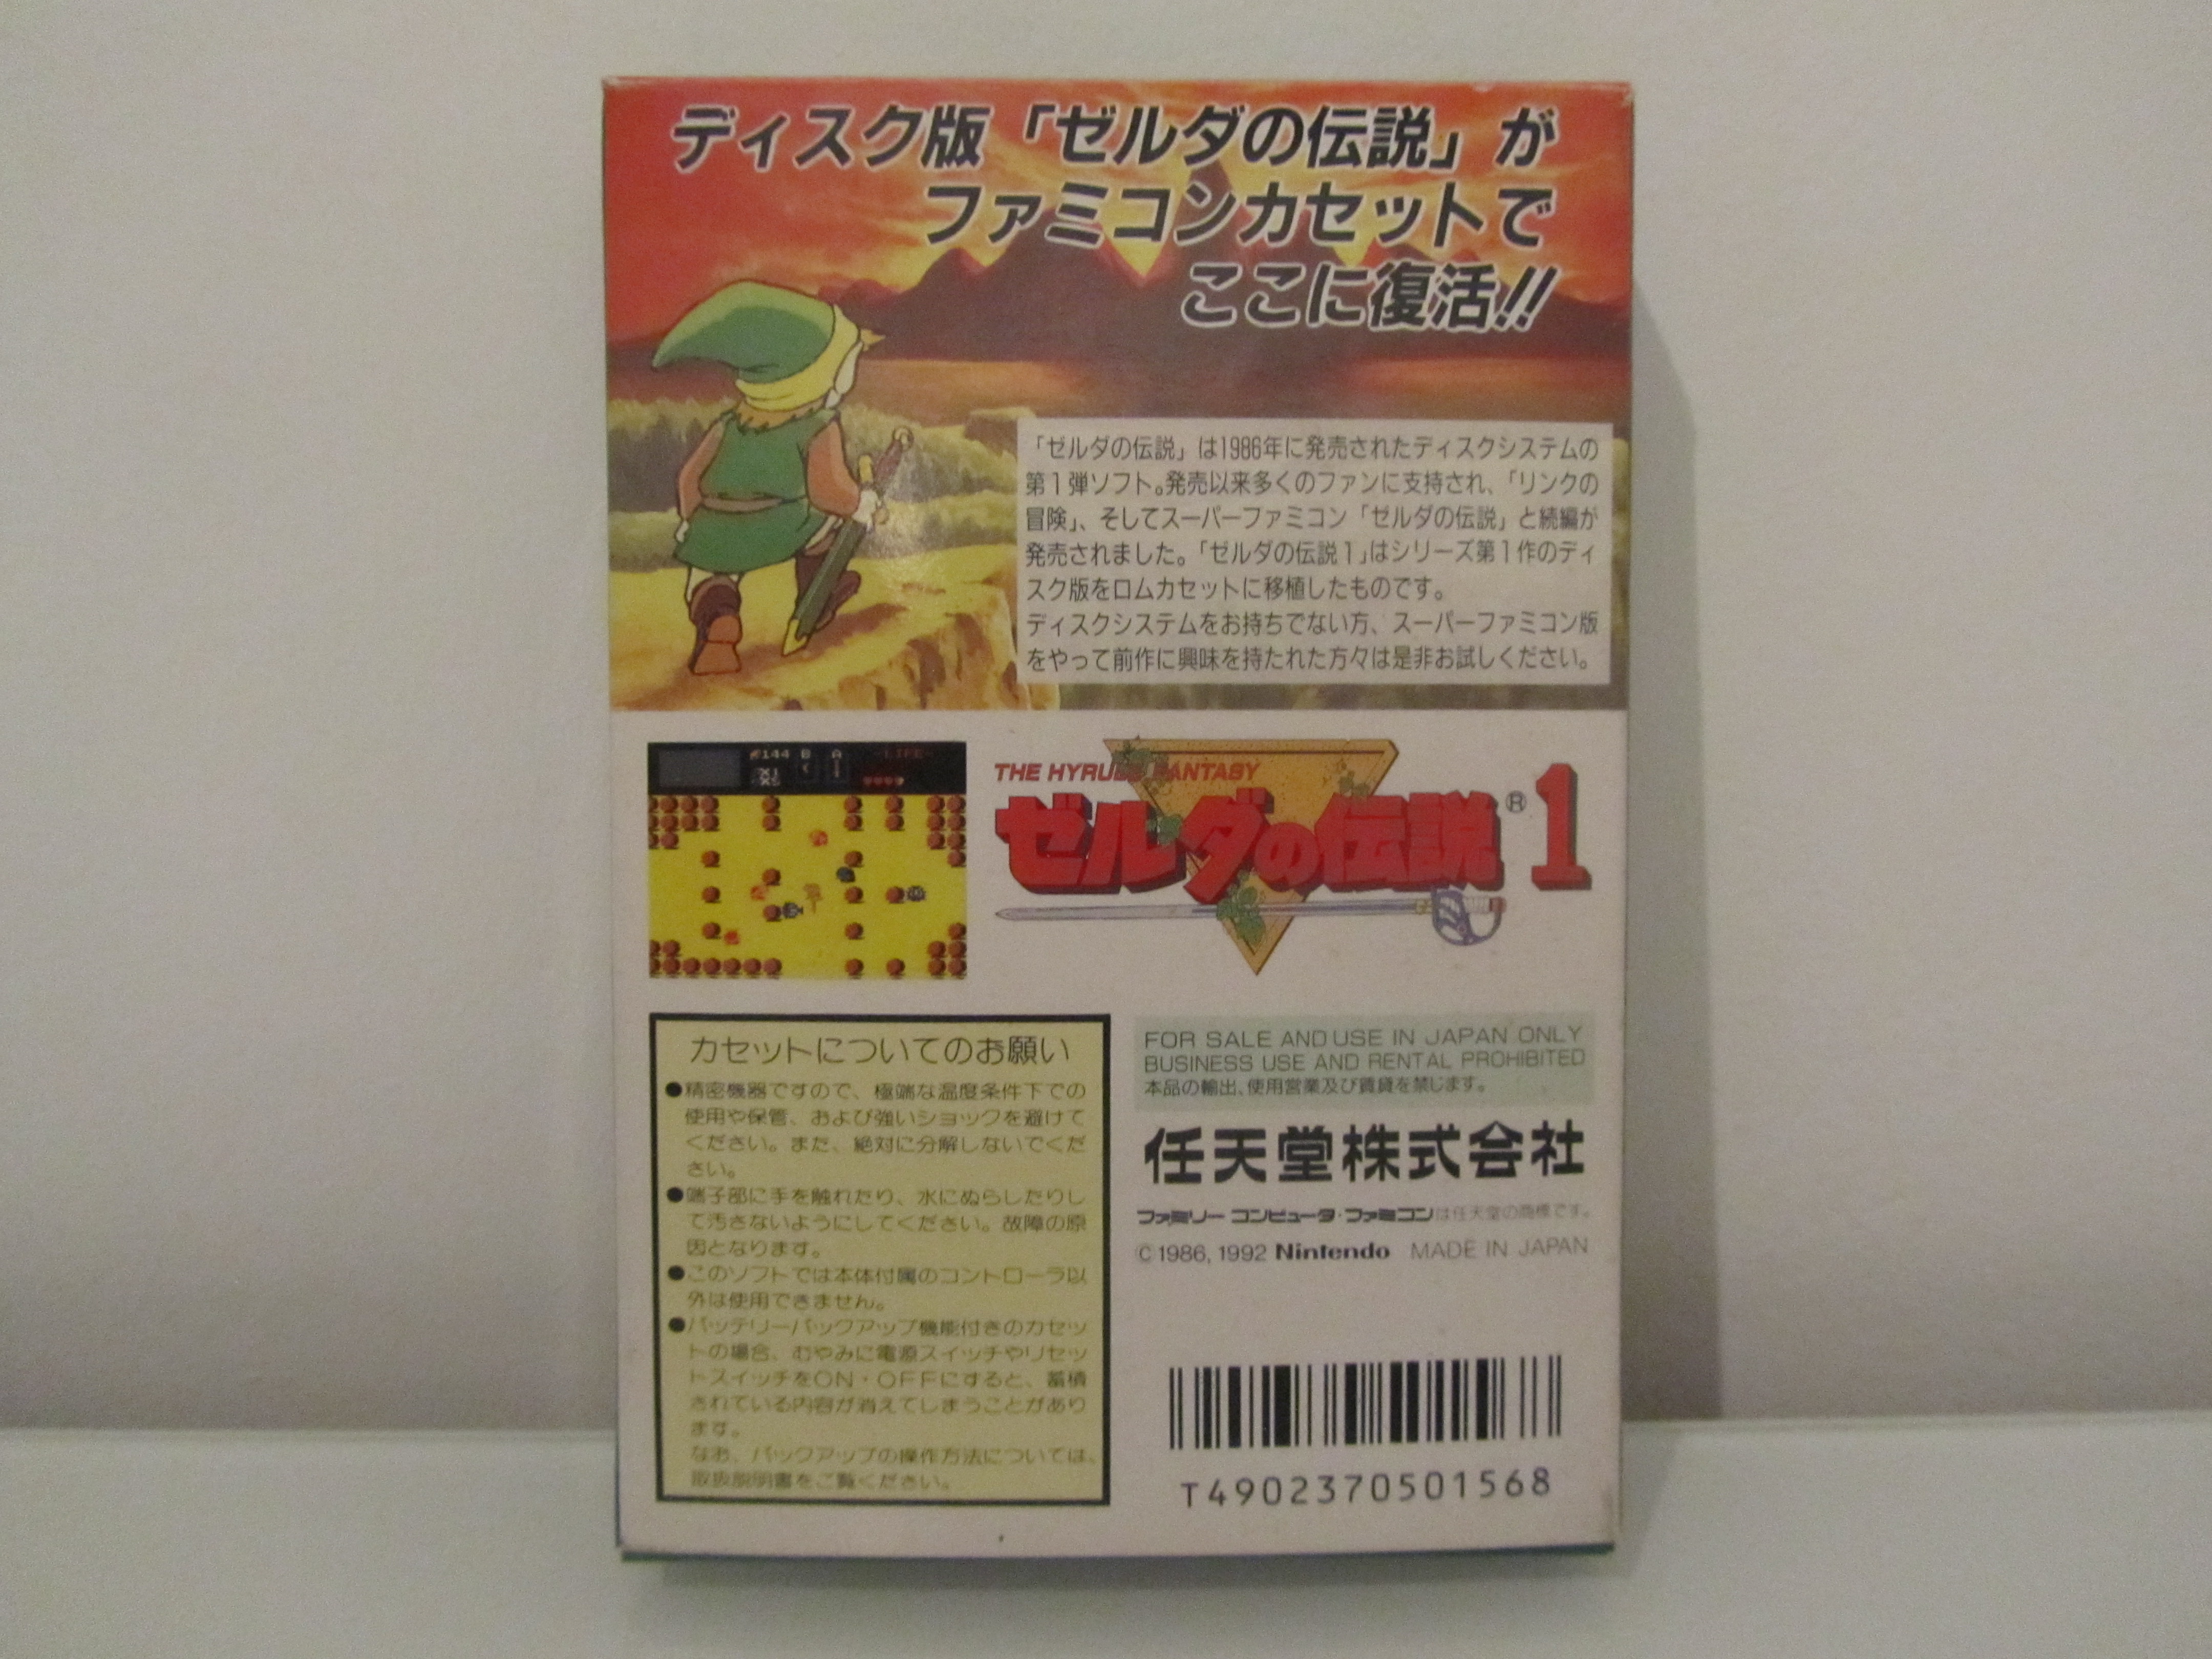 ディスク版「ゼルダの伝説」が
ファミコンカセットで
ここに復活!!
「ゼルダの伝説」は1986年に発売されたディスクシステムの
第1弾ソフト。発売以来多くのファンに支持され、「リンクの
冒険」、そしてスーパーファミコン「ゼルダの伝説」と続編が
発売されました。「ゼルダの伝説1」はシリーズ第1作のディ
スク版をロムカセットに移植したものです。
ディスクシステムをお持ちでない方、スーパーファミコン版
をやって前作に興味を持たれた方々は是非お試しください。
144 B A -LIFE-
THE HYRULE FANTASY
ゼルダの伝説®1
カセットについてのお願い
●精密機器ですので、極端な温度条件下での
使用や保管、および強いショックを避けて
ください。また、絶対に分解しないでくだ
さい。
●端子部に手を触れたり、水にぬらしたりし
て汚さないようにしてください。故障の原
因となります。
●このソフトでは本体付属のコントローラ以
外は使用できません。
●バッテリーバックアップ機能付きのカセッ
トの場合、むやみに電源スイッチやリセッ
トスイッチをON・OFFにすると、蓄積
されている内容が消えてしまうことがあり
ます。
なお、バックアップの操作方法については、
取扱説明書をご覧ください。
FOR SALE AND USE IN JAPAN ONLY
BUSINESS USE AND RENTAL PROHIBITED
本品の輸出、使用営業及び賃貸を禁じます。
任天堂株式会社
ファミリーコンピュータ・ファミコンは任天堂の商標です。
©1986, 1992 Nintendo MADE IN JAPAN
T4902370501568